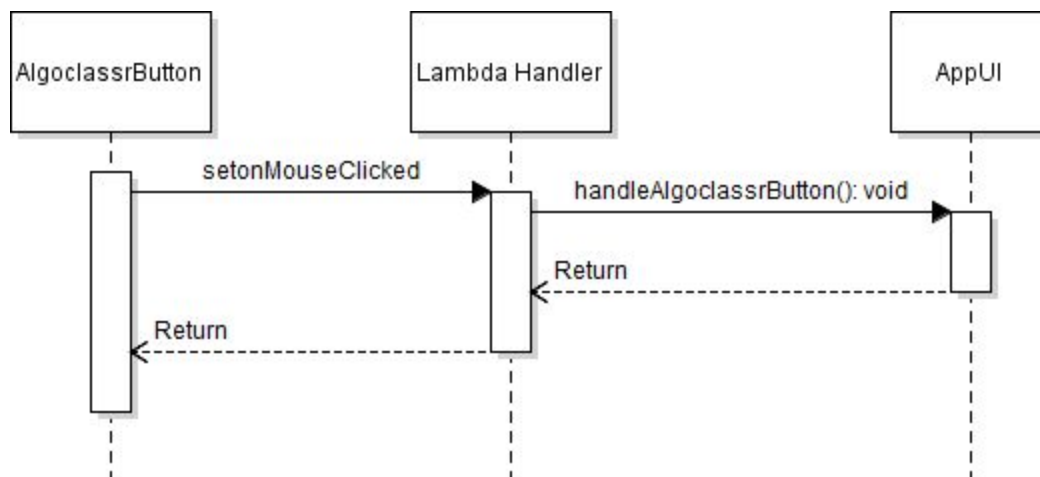 AlgoclassrButton
Lambda Handler
AppUI
setonMouseClicked
handleAlgoclassrButton(): void
Return
Return